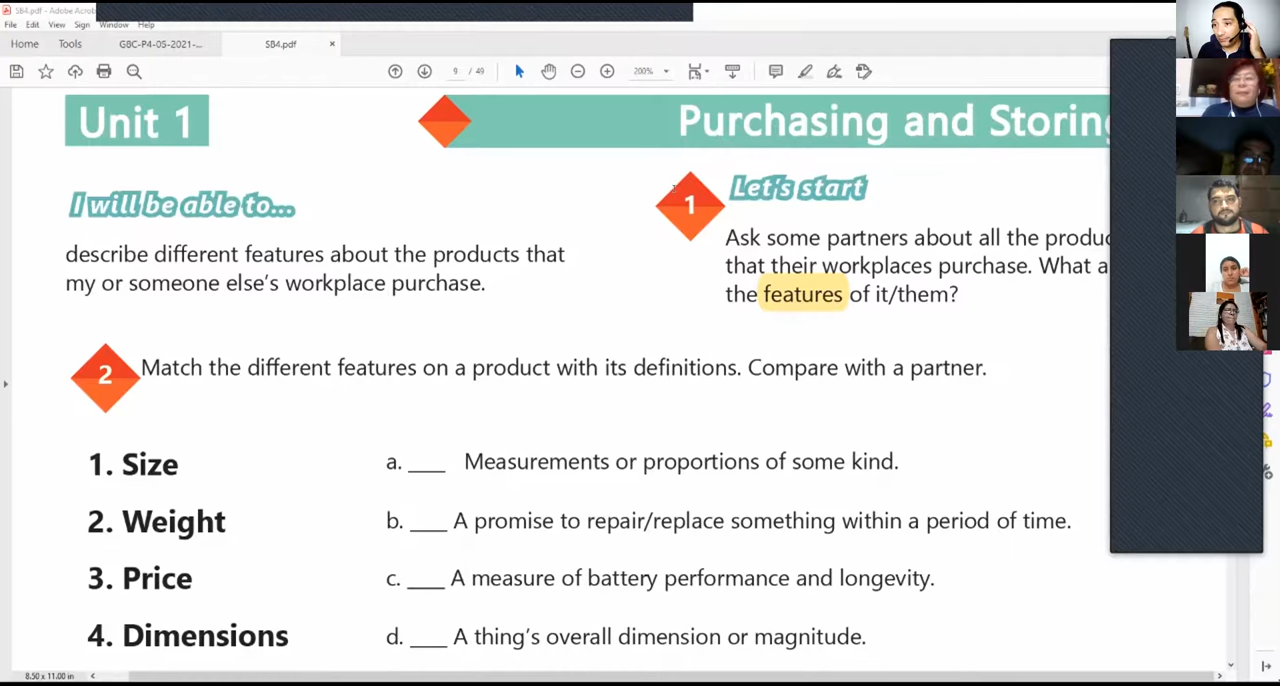 SB4.pdf - Adobe Acrob
File Edit View Sign Window Help
Home Tools GBC-P4-05-2021-... SB4.pdf ×
9 / 49 200%
Unit 1
Purchasing and Storing
I will be able to...
describe different features about the products that
my or someone else's workplace purchase.
1 Let's start
Ask some partners about all the produc
that their workplaces purchase. What a
the features of it/them?
2 Match the different features on a product with its definitions. Compare with a partner.
1. Size a. ____ Measurements or proportions of some kind.
2. Weight b. ____ A promise to repair/replace something within a period of time.
3. Price c. ____ A measure of battery performance and longevity.
4. Dimensions d. ____ A thing's overall dimension or magnitude.
8.50 x 11.00 in